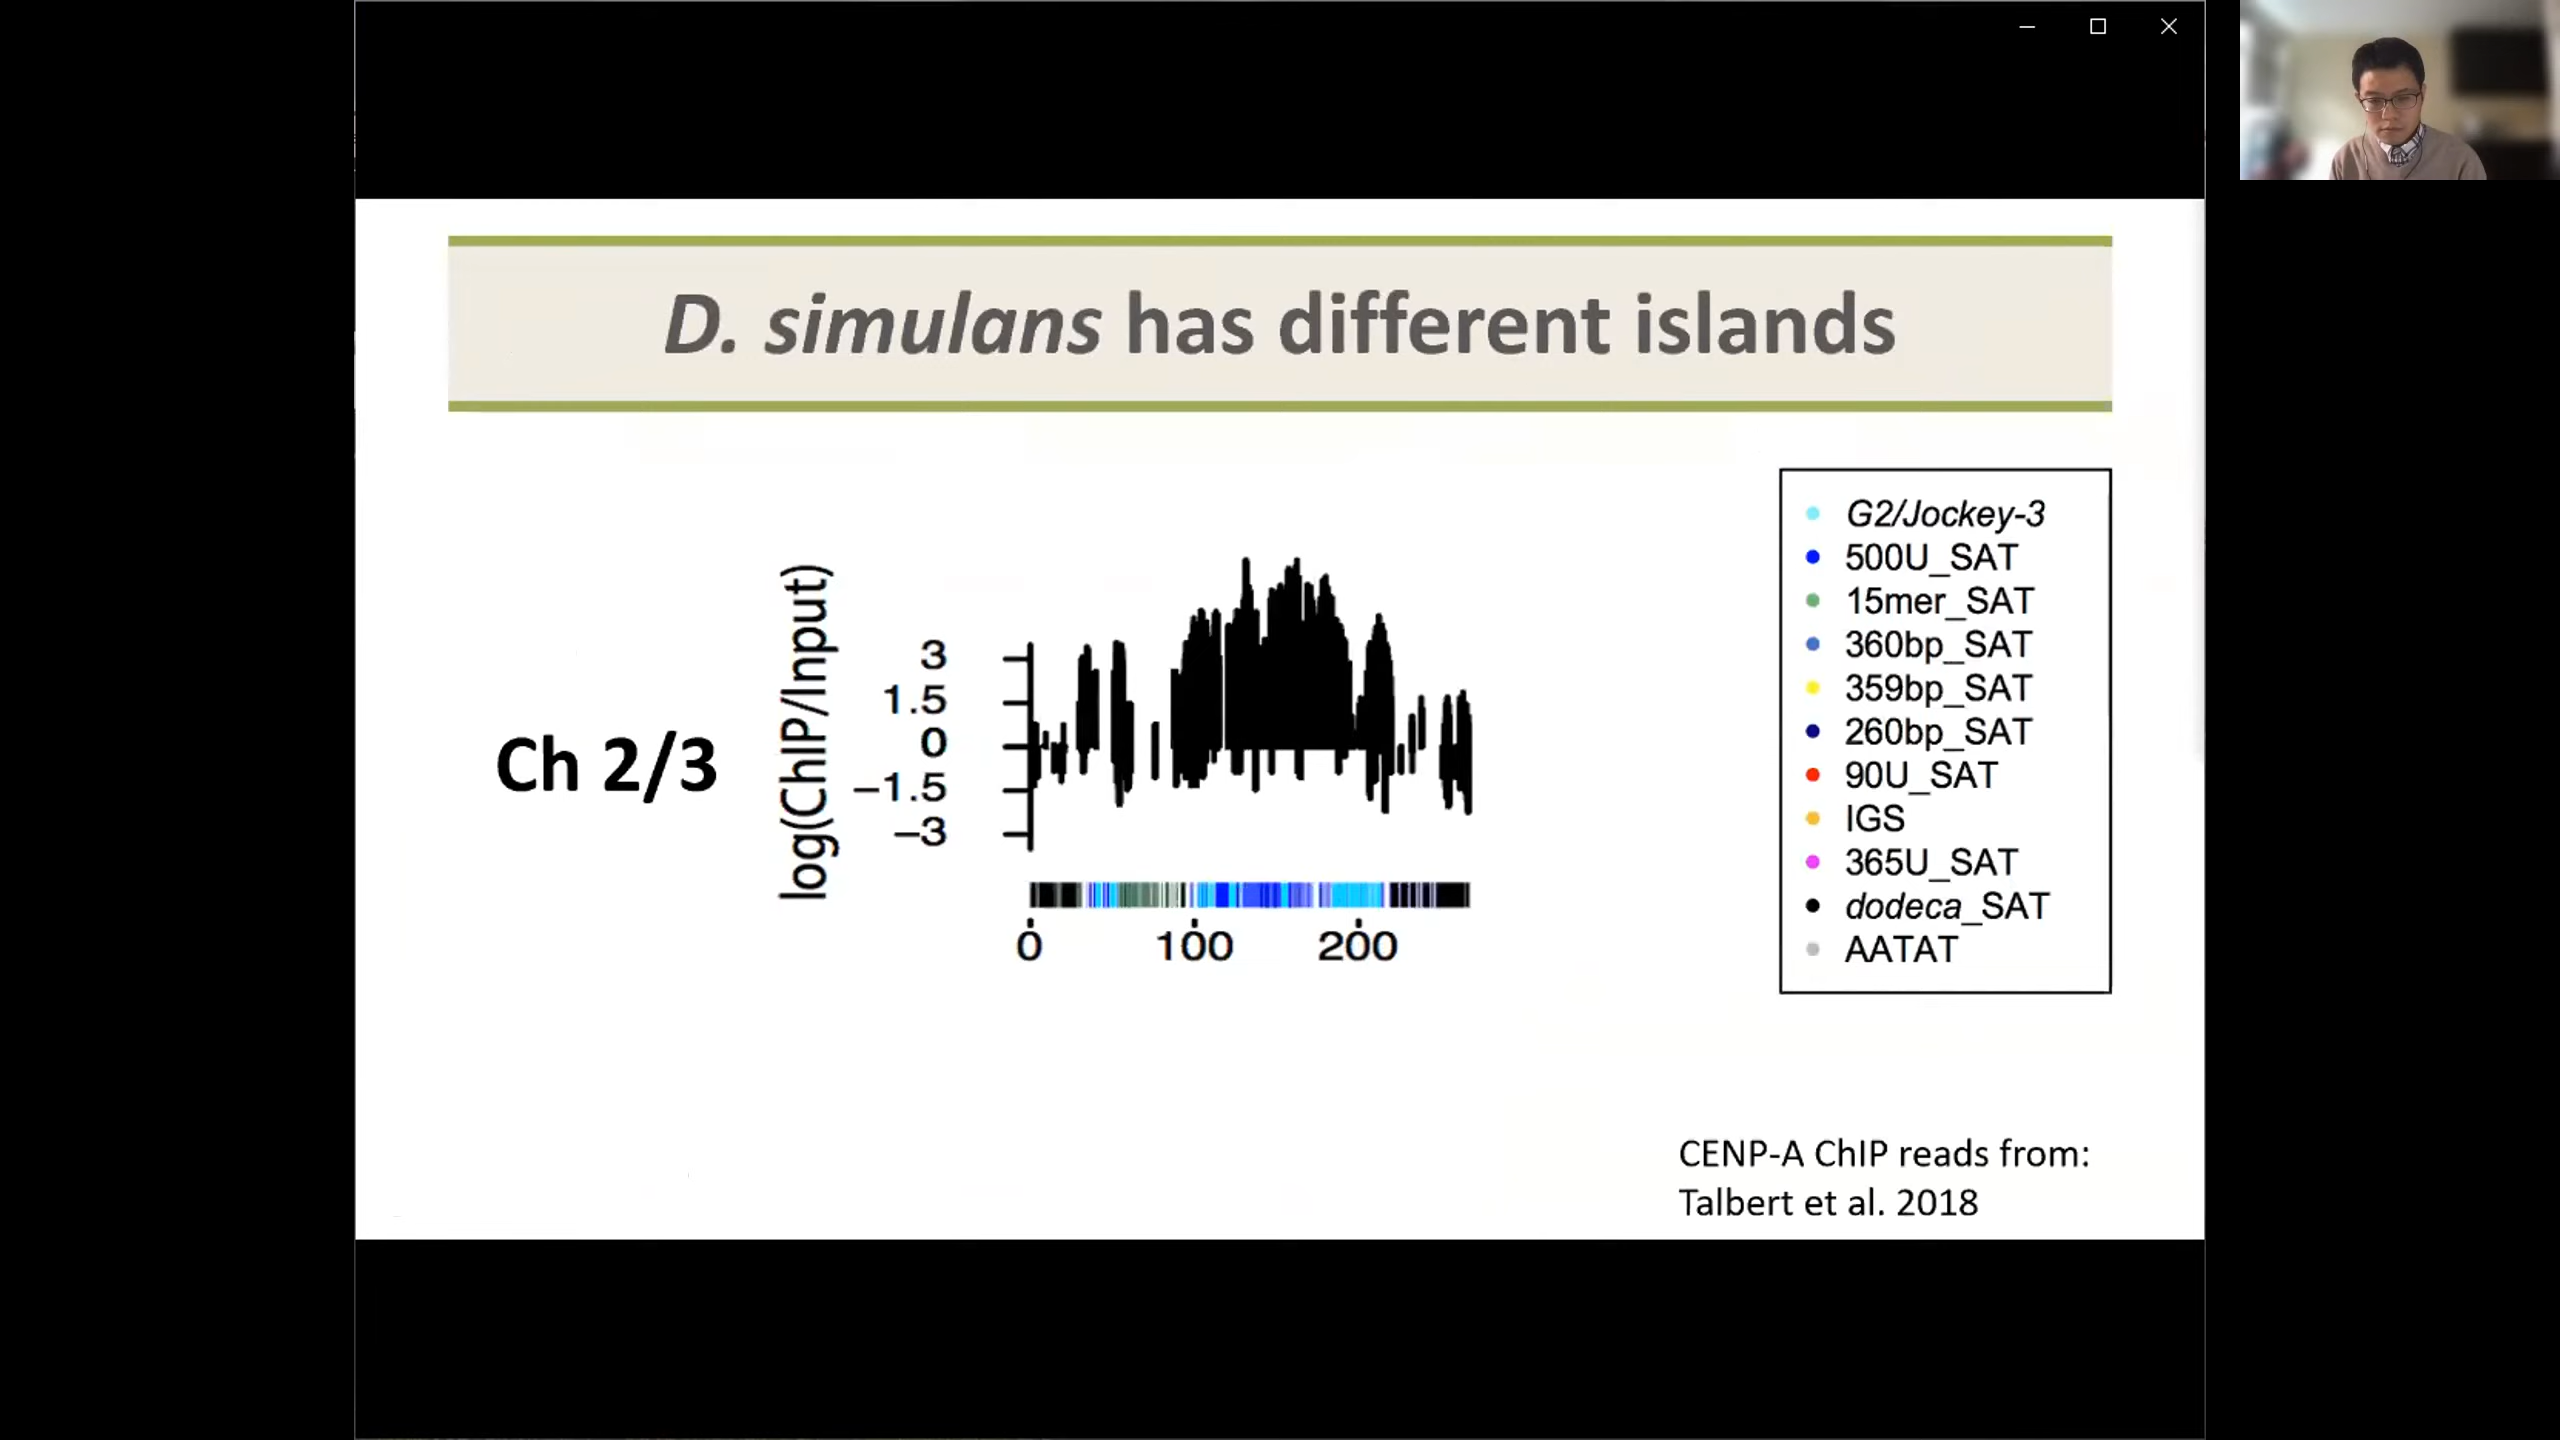 D. simulans has different islands
Ch 2/3
log(ChIP/Input)
3
1.5
0
−1.5
−3
0 100 200
G2/Jockey-3
500U_SAT
15mer_SAT
360bp_SAT
359bp_SAT
260bp_SAT
90U_SAT
IGS
365U_SAT
dodeca_SAT
AATAT
CENP-A ChIP reads from:
Talbert et al. 2018